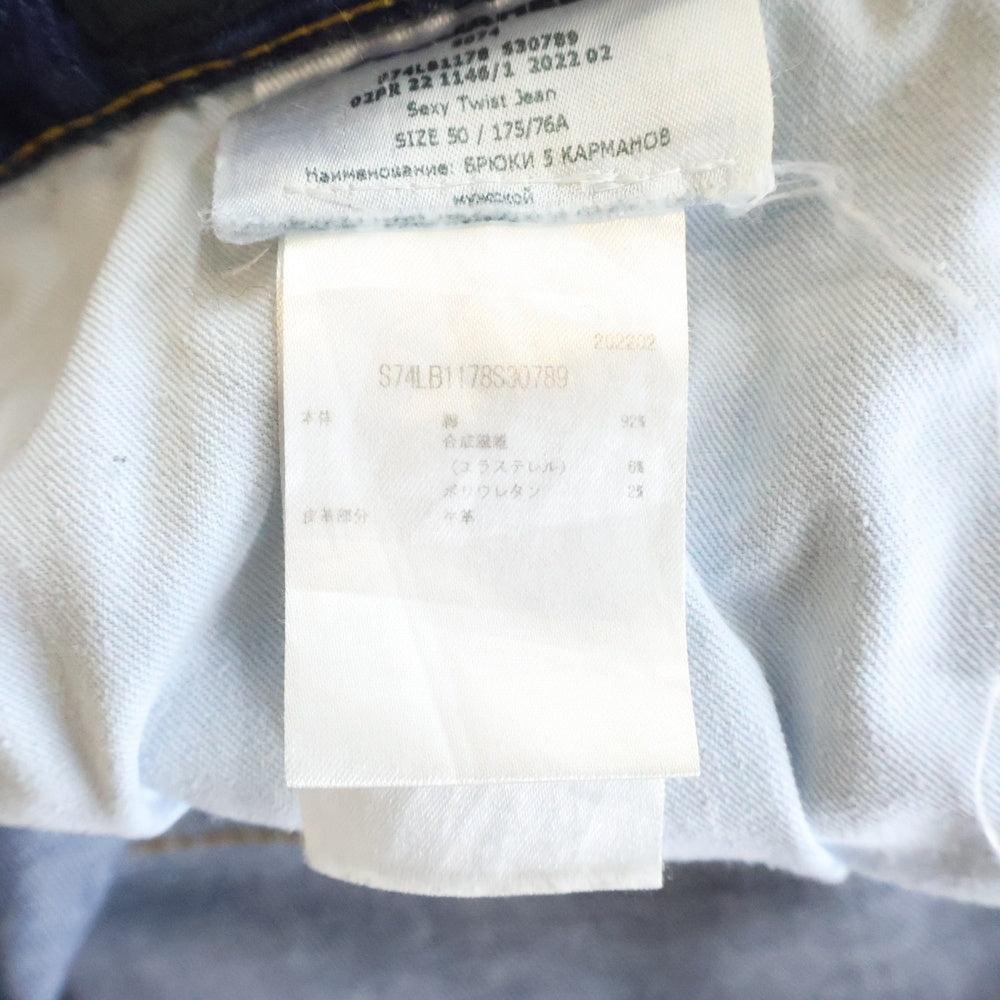 S74LB1178 S30789
02PR 22 1146/1 2022 02
Sexy Twist Jean
SIZE 50 / 175/76A
Наименование: БРЮКИ 5 КАРМАНОВ
мужской
202202
S74LB1178S30789
本体 綿 92%
合成繊維
(エラステレル) 6%
ポリウレタン 2%
皮革部分 牛革